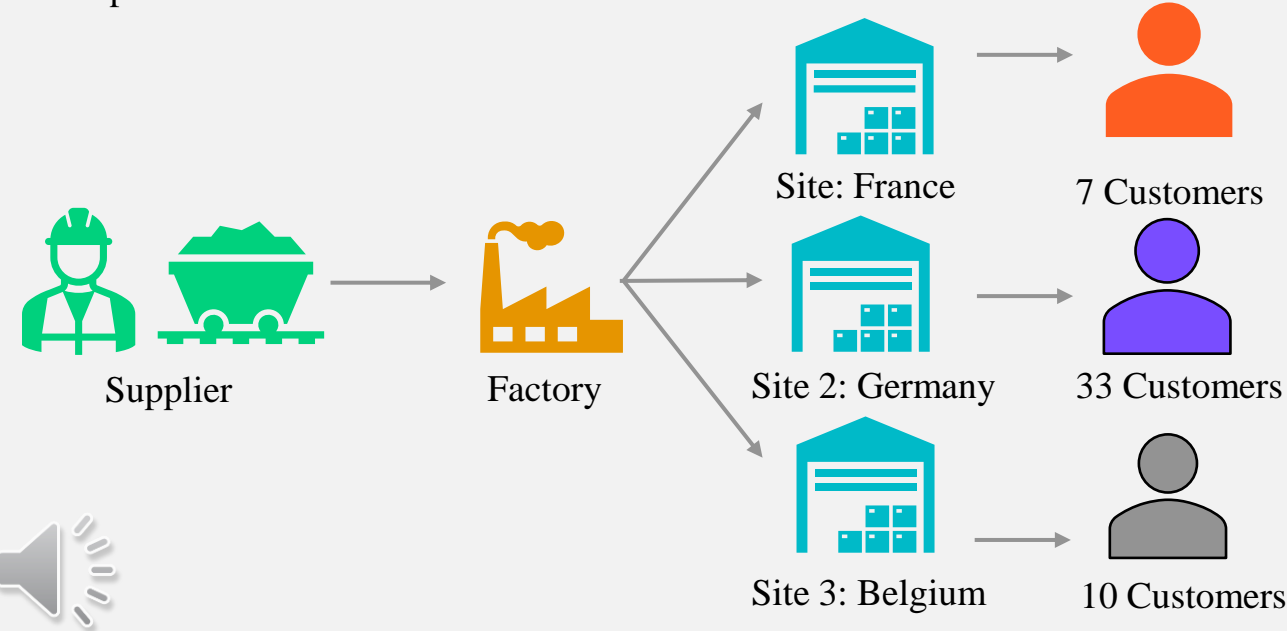 Site: France
7 Customers
Supplier
Factory
Site 2: Germany
33 Customers
Site 3: Belgium
10 Customers